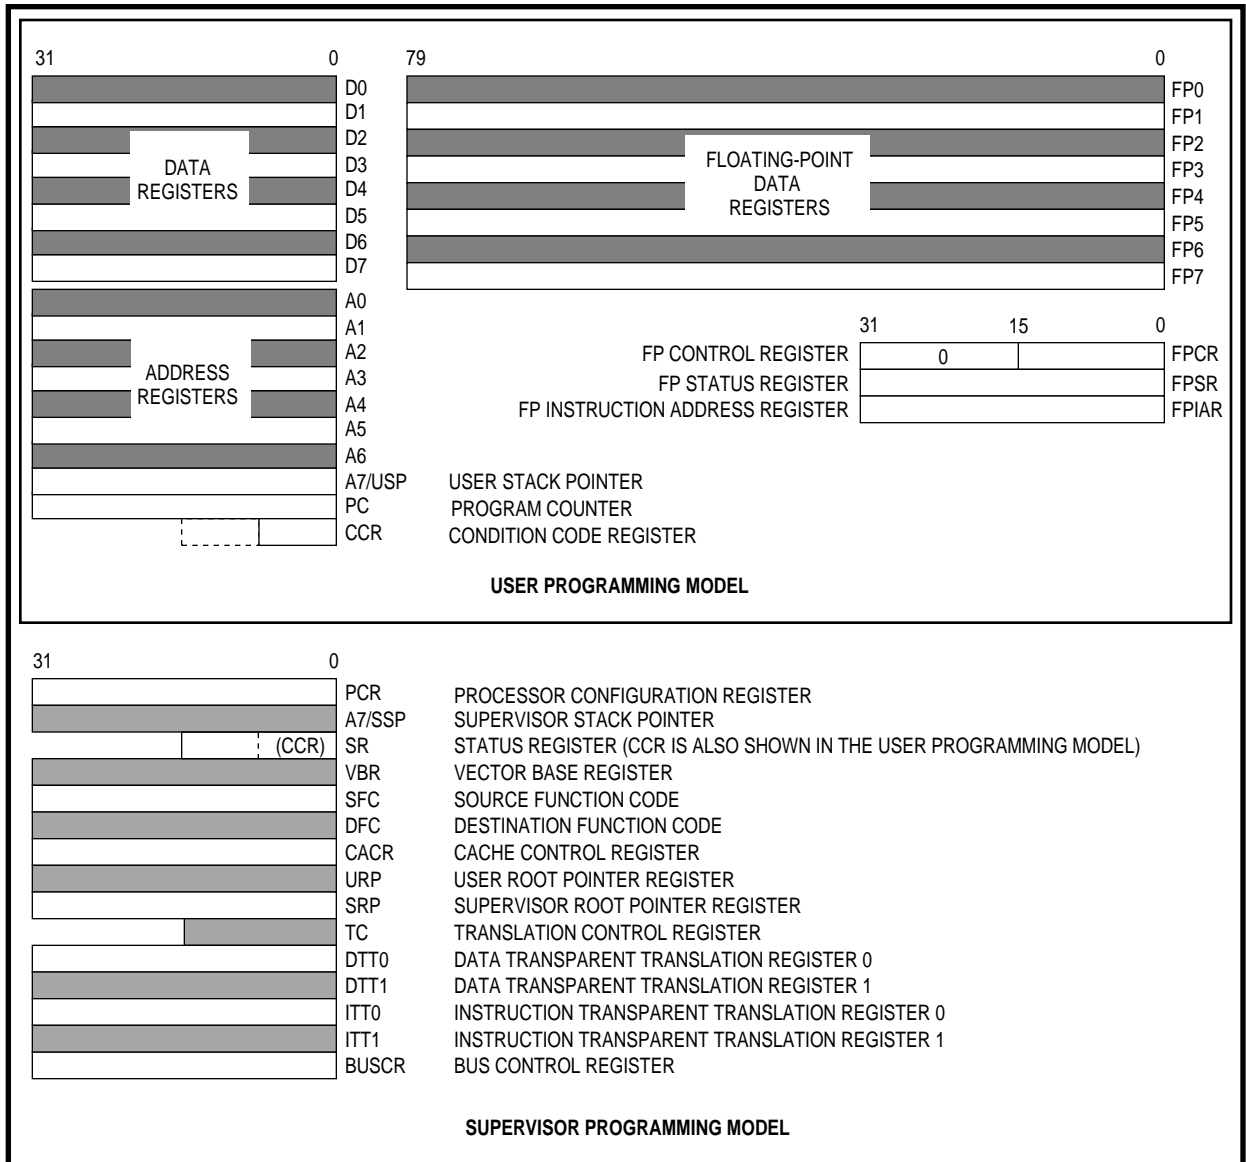 31 0 79 0
D0
D1
D2
D3
D4
D5
D6
D7
DATA
REGISTERS
FP0
FP1
FP2
FP3
FP4
FP5
FP6
FP7
FLOATING-POINT
DATA
REGISTERS
A0
A1
A2
A3
A4
A5
A6
ADDRESS
REGISTERS
31 15 0
FP CONTROL REGISTER 0 FPCR
FP STATUS REGISTER FPSR
FP INSTRUCTION ADDRESS REGISTER FPIAR
A7/USP USER STACK POINTER
PC PROGRAM COUNTER
CCR CONDITION CODE REGISTER
USER PROGRAMMING MODEL
31 0
PCR PROCESSOR CONFIGURATION REGISTER
A7/SSP SUPERVISOR STACK POINTER
(CCR) SR STATUS REGISTER (CCR IS ALSO SHOWN IN THE USER PROGRAMMING MODEL)
VBR VECTOR BASE REGISTER
SFC SOURCE FUNCTION CODE
DFC DESTINATION FUNCTION CODE
CACR CACHE CONTROL REGISTER
URP USER ROOT POINTER REGISTER
SRP SUPERVISOR ROOT POINTER REGISTER
TC TRANSLATION CONTROL REGISTER
DTT0 DATA TRANSPARENT TRANSLATION REGISTER 0
DTT1 DATA TRANSPARENT TRANSLATION REGISTER 1
ITT0 INSTRUCTION TRANSPARENT TRANSLATION REGISTER 0
ITT1 INSTRUCTION TRANSPARENT TRANSLATION REGISTER 1
BUSCR BUS CONTROL REGISTER
SUPERVISOR PROGRAMMING MODEL